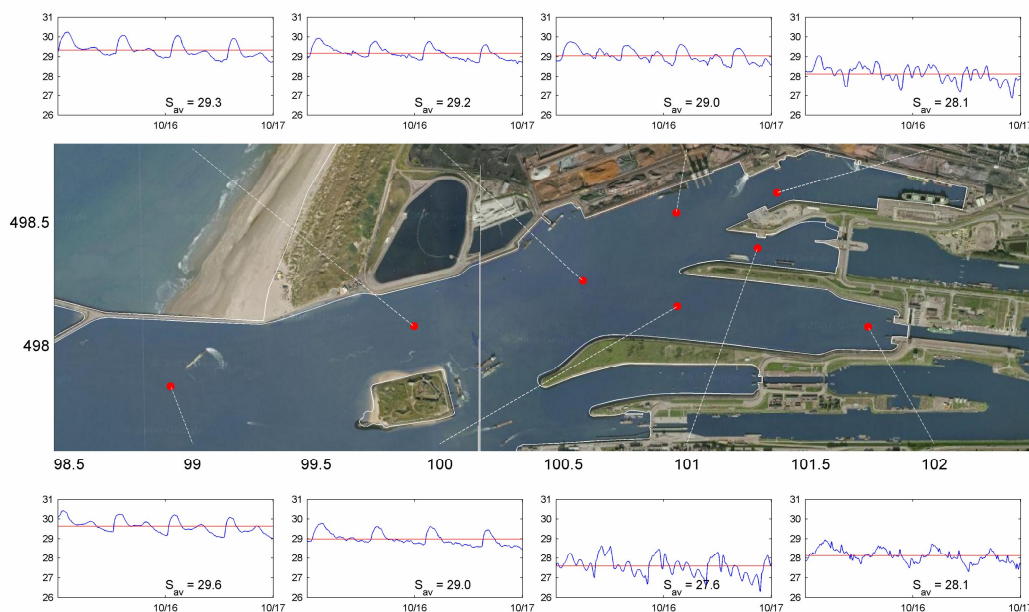 31 30 29 28 27 26
S_av = 29.3
10/16 10/17
31 30 29 28 27 26
S_av = 29.2
10/16 10/17
31 30 29 28 27 26
S_av = 29.0
10/16 10/17
31 30 29 28 27 26
S_av = 28.1
10/16 10/17
498.5
498
98.5 99 99.5 100 100.5 101 101.5 102
31 30 29 28 27 26
S_av = 29.6
10/16 10/17
31 30 29 28 27 26
S_av = 29.0
10/16 10/17
31 30 29 28 27 26
S_av = 27.6
10/16 10/17
31 30 29 28 27 26
S_av = 28.1
10/16 10/17